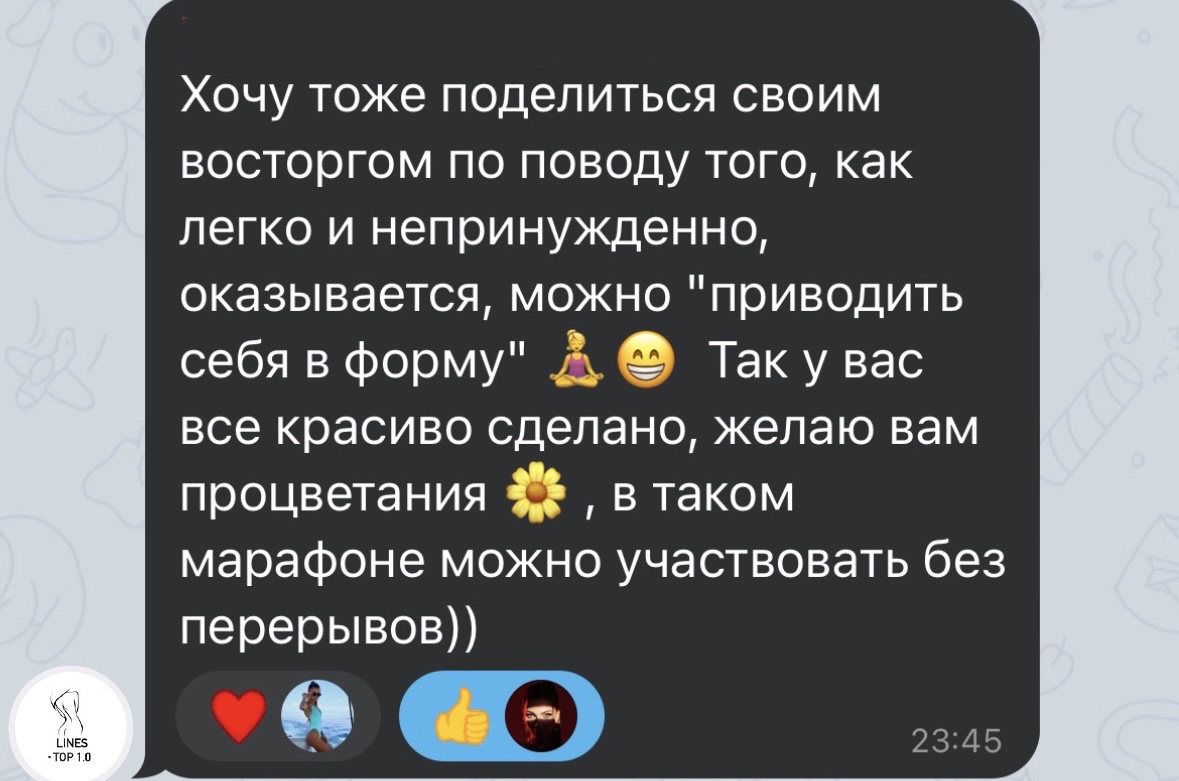 Хочу тоже поделиться своим
восторгом по поводу того, как
легко и непринужденно,
оказывается, можно "приводить
себя в форму" 🧘‍♀️😁 Так у вас
все красиво сделано, желаю вам
процветания 🌼 , в таком
марафоне можно участвовать без
перерывов))
23:45
LINES
•TOP 1.0